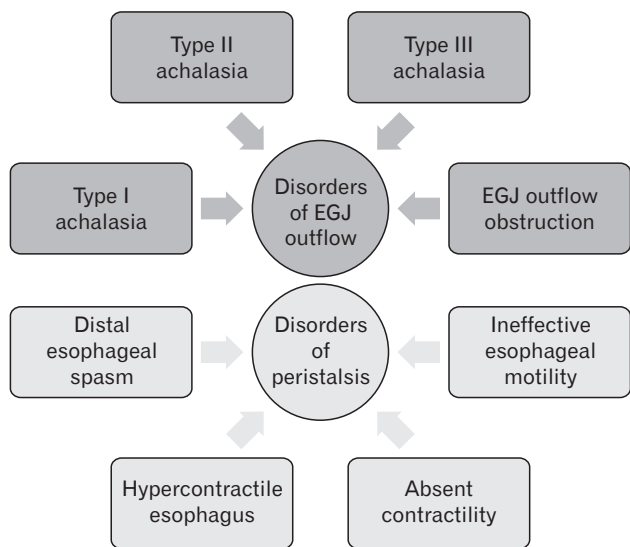 Type II
achalasia
Type III
achalasia
Type I
achalasia
Disorders
of EGJ
outflow
EGJ outflow
obstruction
Distal
esophageal
spasm
Disorders
of
peristalsis
Ineffective
esophageal
motility
Hypercontractile
esophagus
Absent
contractility